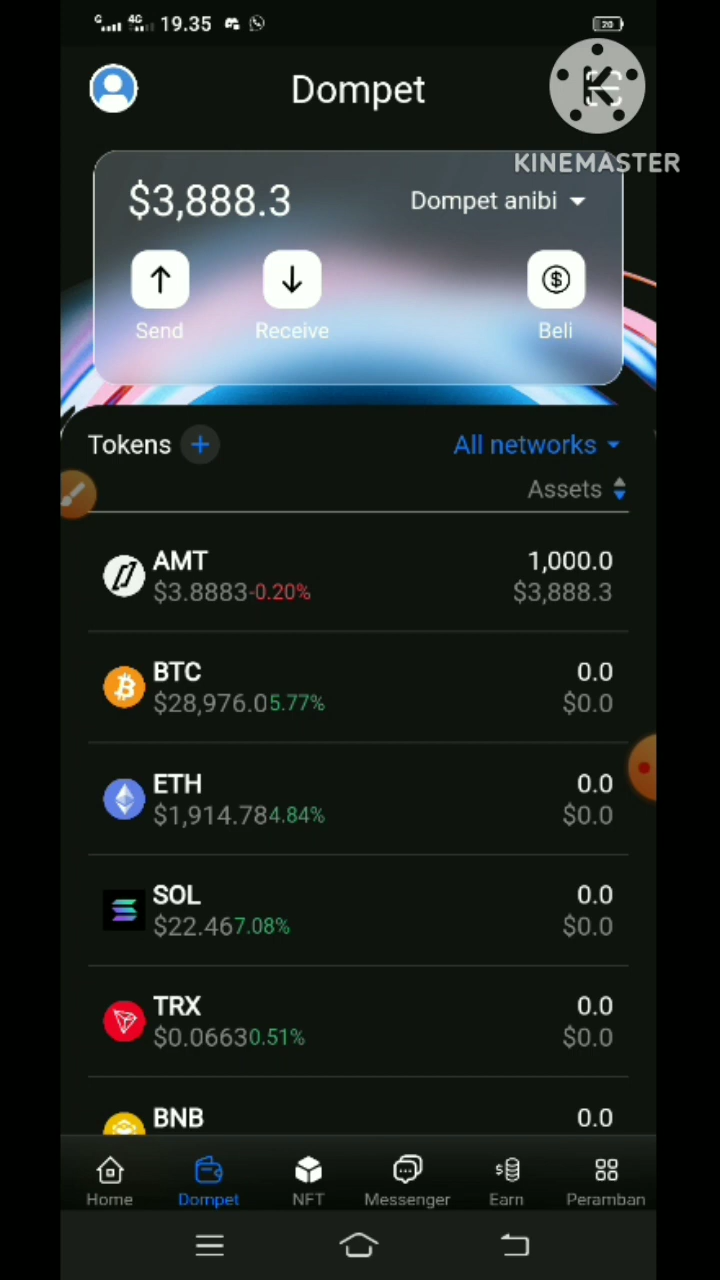 G 4G 19.35 20
Dompet
KINEMASTER
$3,888.3 Dompet anibi
Send Receive Beli
Tokens + All networks
Assets
AMT 1,000.0
$3.8883-0.20% $3,888.3
BTC 0.0
$28,976.05.77% $0.0
ETH 0.0
$1,914.784.84% $0.0
SOL 0.0
$22.467.08% $0.0
TRX 0.0
$0.06630.51% $0.0
BNB 0.0
Home Dompet NFT Messenger Earn Peramban